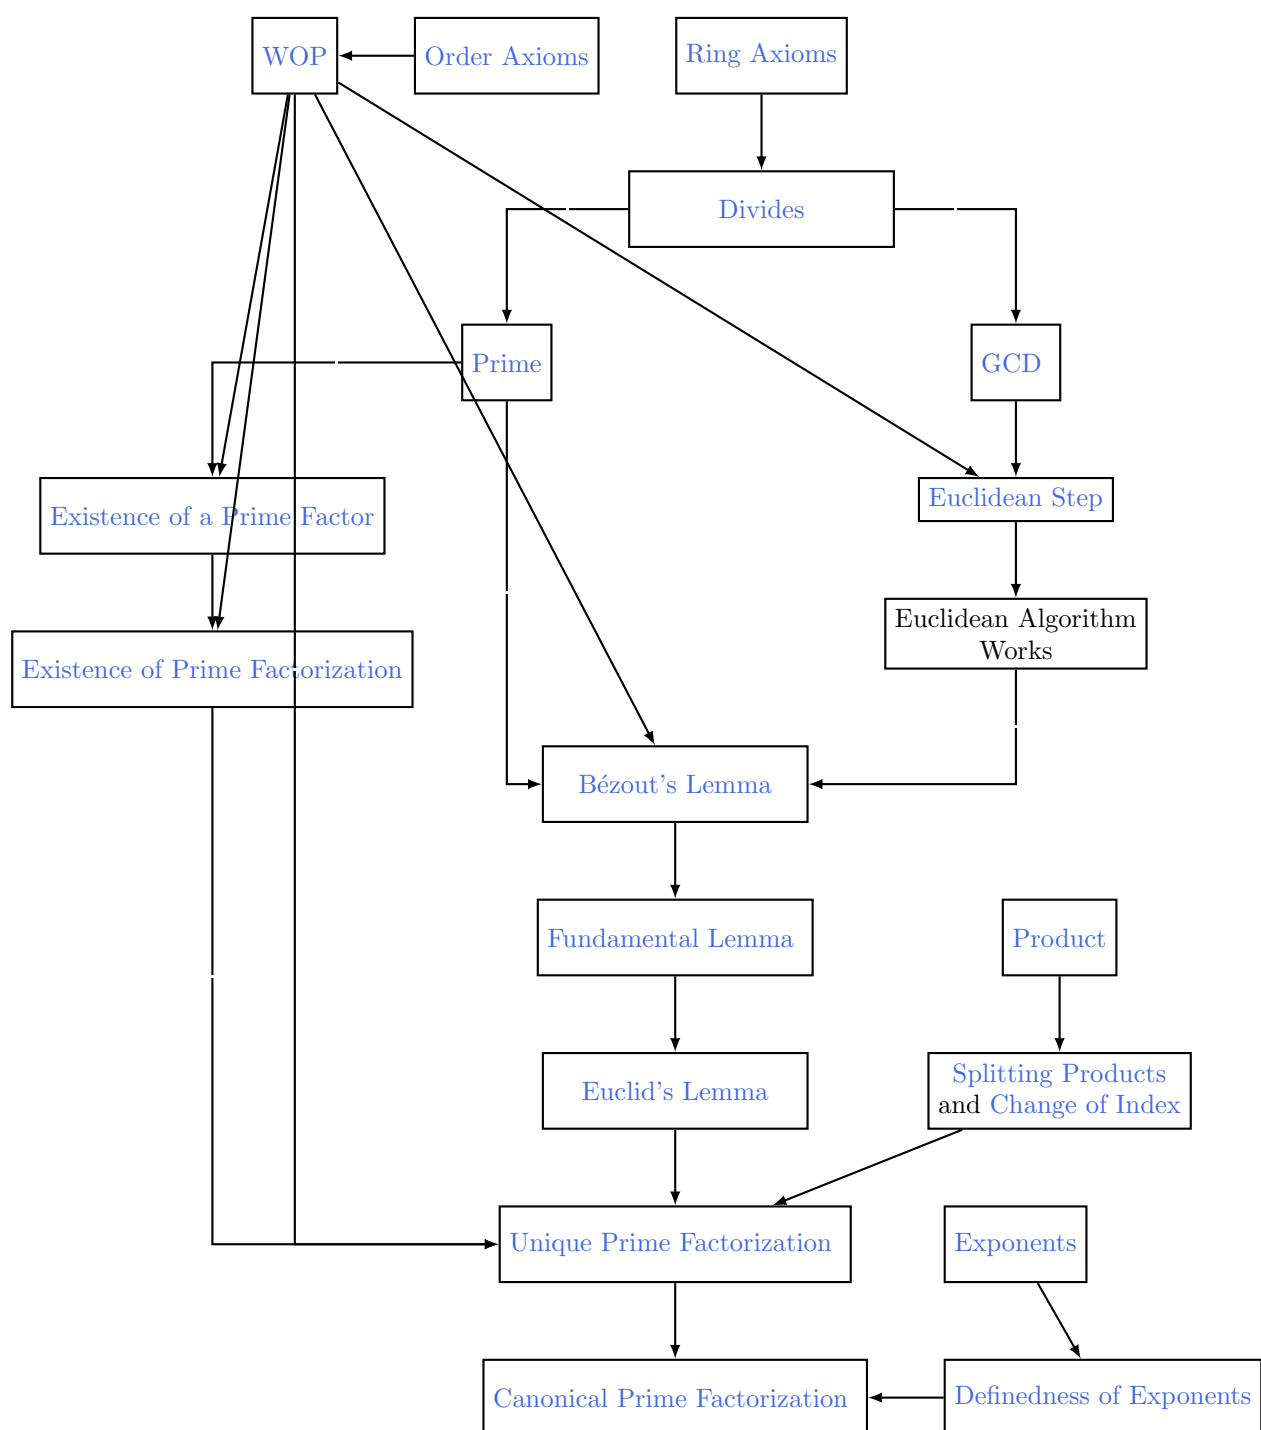 WOP
Order Axioms
Ring Axioms
Divides
Prime
GCD
Existence of a Prime Factor
Euclidean Step
Euclidean Algorithm
Works
Existence of Prime Factorization
Bézout's Lemma
Fundamental Lemma
Product
Euclid's Lemma
Splitting Products
and Change of Index
Unique Prime Factorization
Exponents
Canonical Prime Factorization
Definedness of Exponents